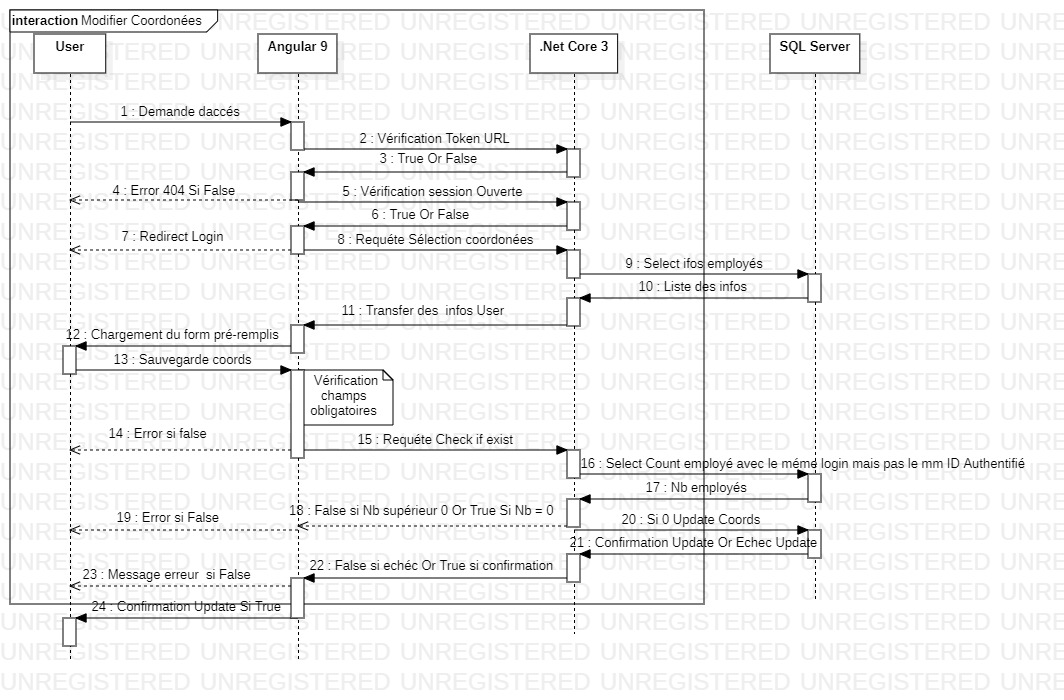 interaction Modifier Coordonées
User
Angular 9
.Net Core 3
SQL Server
1 : Demande daccés
2 : Vérification Token URL
3 : True Or False
4 : Error 404 Si False
5 : Vérification session Ouverte
6 : True Or False
7 : Redirect Login
8 : Requéte Sélection coordonées
9 : Select ifos employés
10 : Liste des infos
11 : Transfer des  infos User
12 : Chargement du form pré-remplis
13 : Sauvegarde coords
Vérification
champs
obligatoires
14 : Error si false
15 : Requéte Check if exist
16 : Select Count employé avec le méme login mais pas le mm ID Authentifié
17 : Nb employés
18 : False si Nb supérieur 0 Or True Si Nb = 0
19 : Error si False
20 : Si 0 Update Coords
21 : Confirmation Update Or Echec Update
22 : False si echéc Or True si confirmation
23 : Message erreur  si False
24 : Confirmation Update Si True
UNREGISTERED